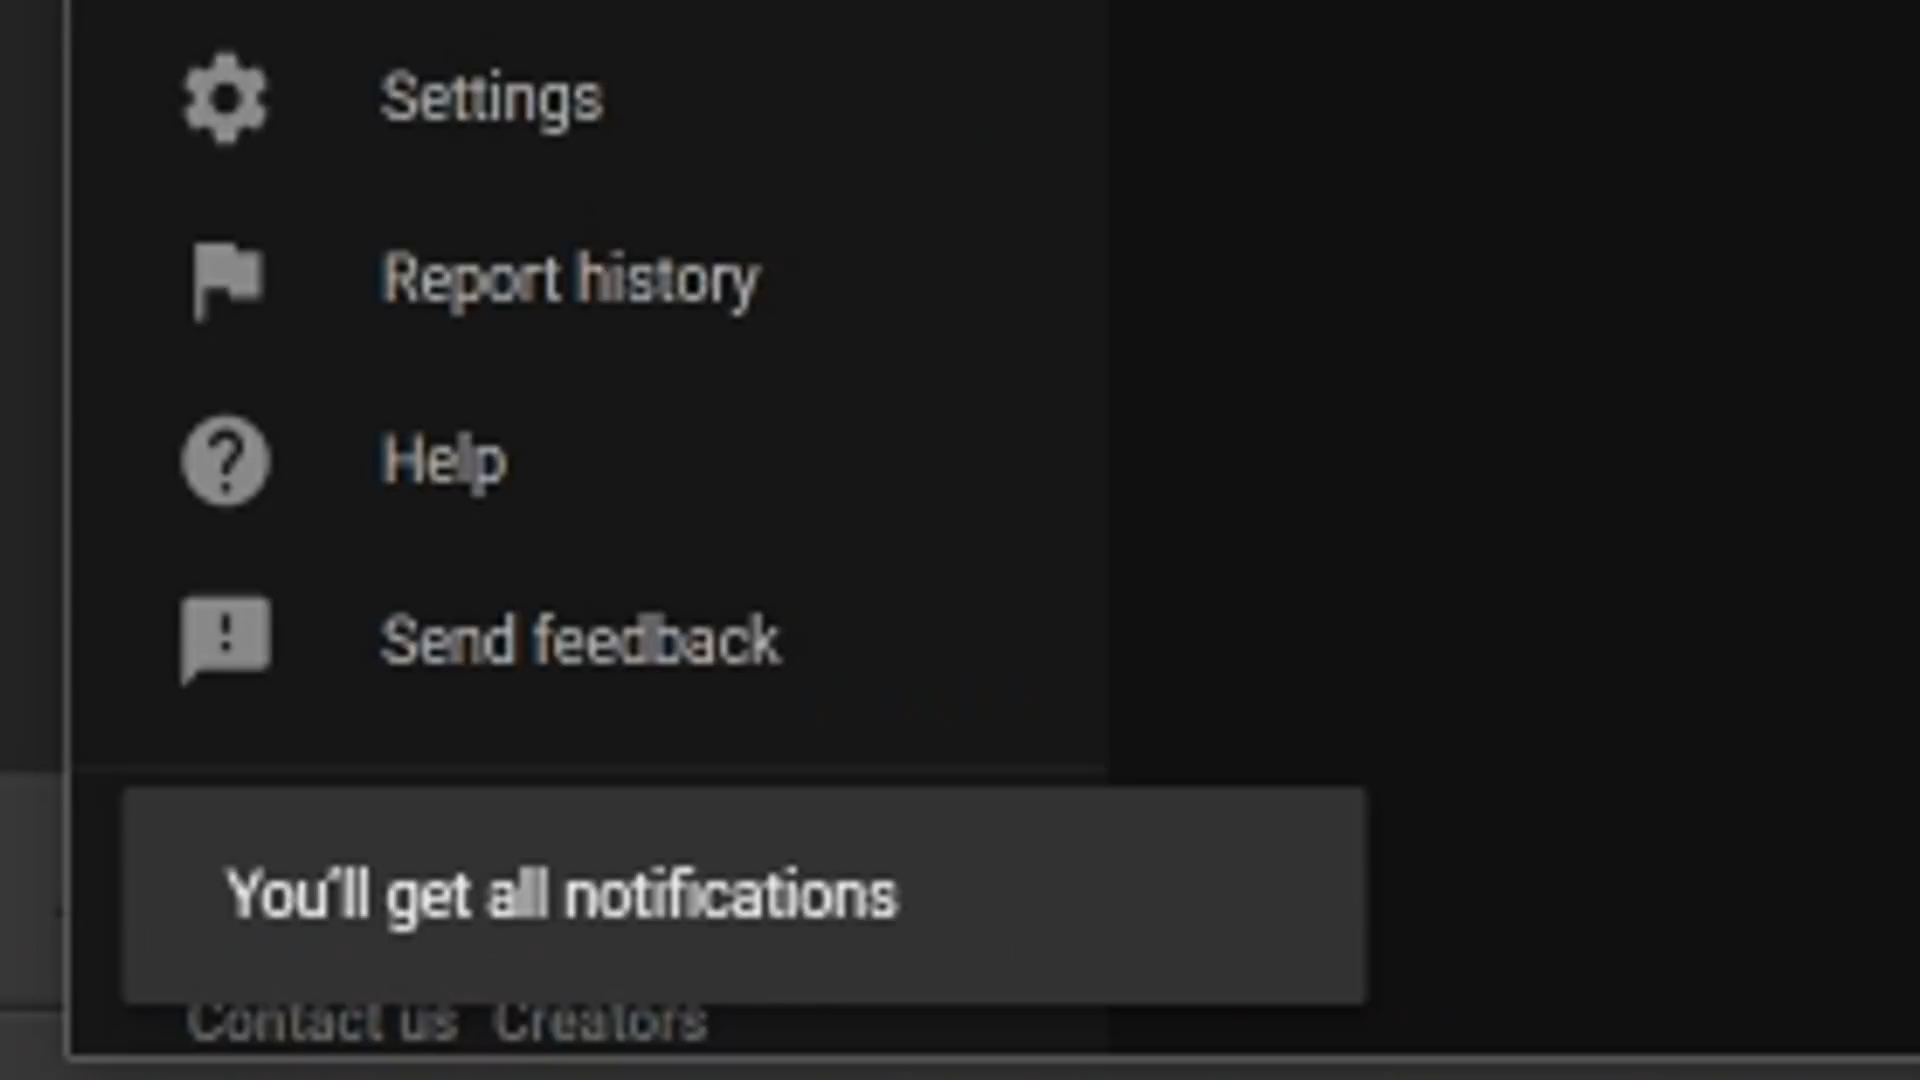 Settings
Report history
Help
Send feedback
You'll get all notifications
Contact us Creators